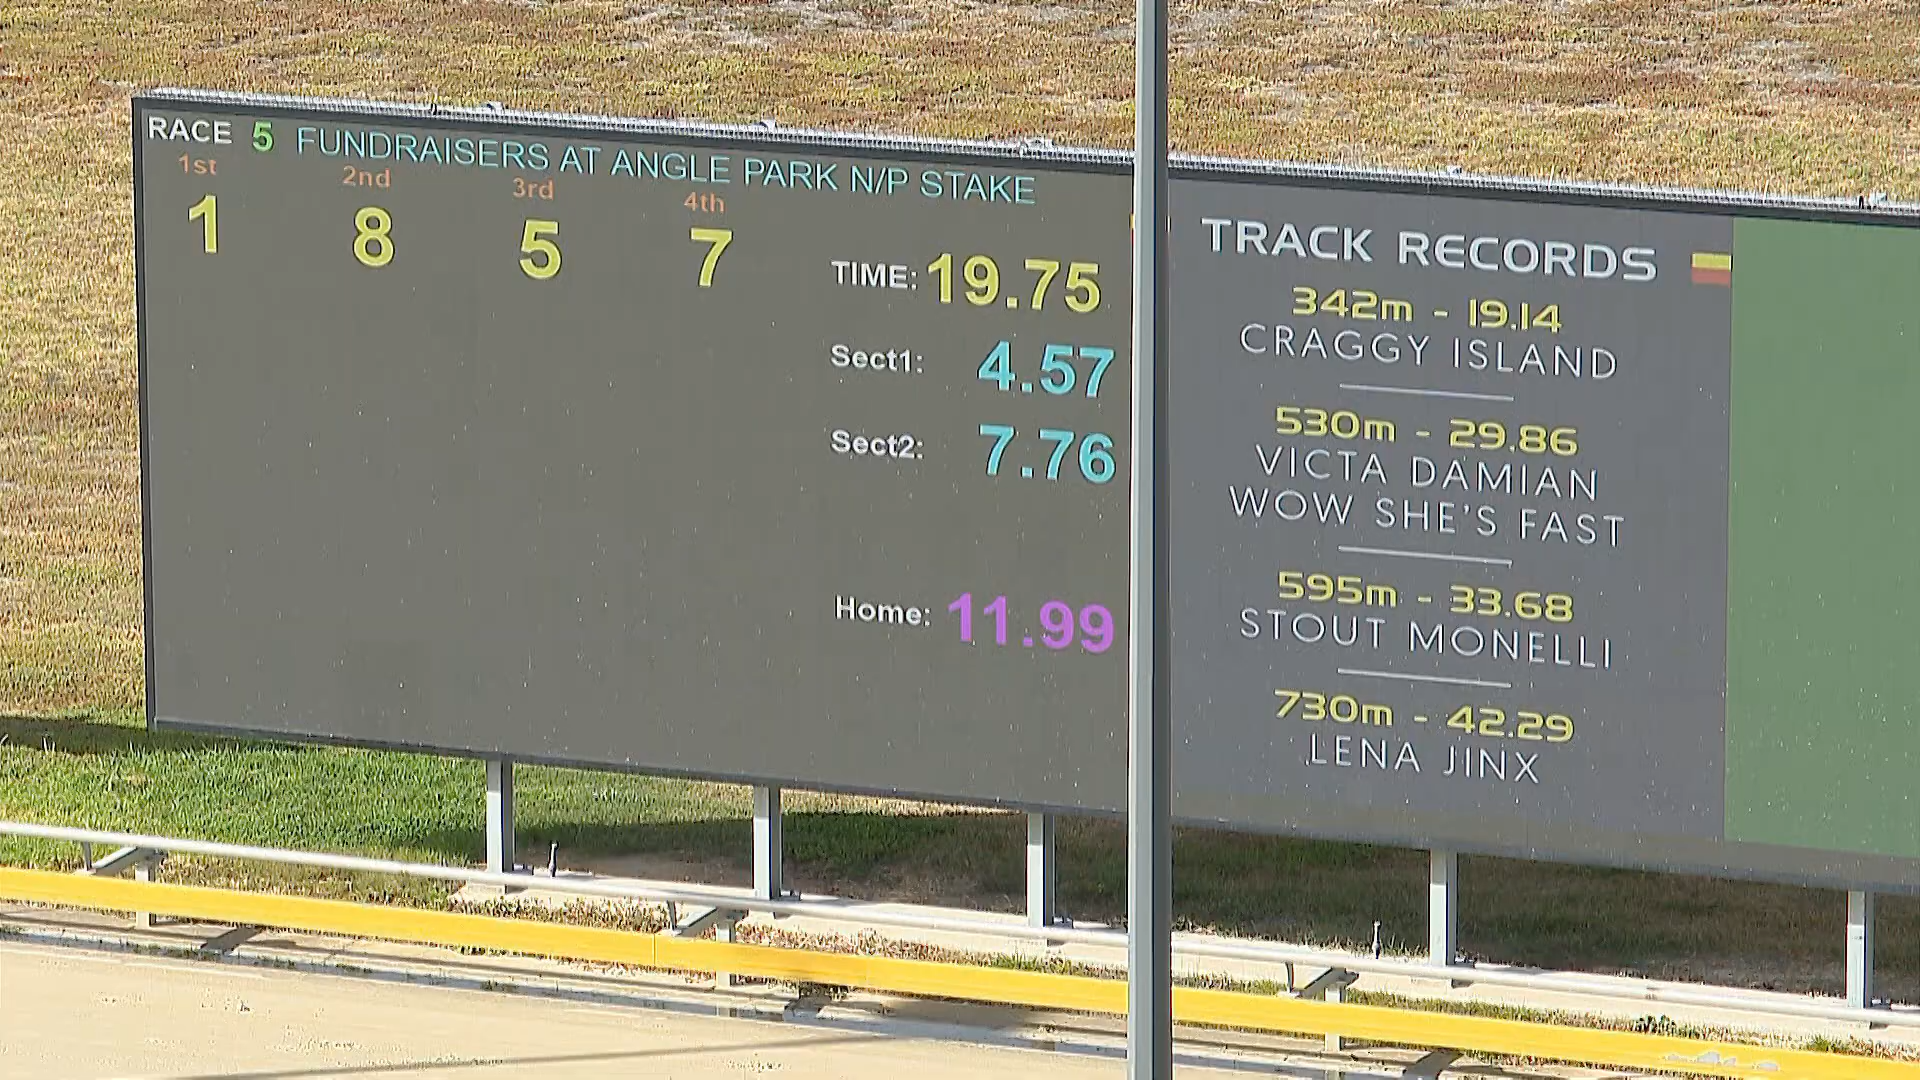 RACE 5 FUNDRAISERS AT ANGLE PARK N/P STAKE
1st 2nd 3rd 4th
1 8 5 7
TIME: 19.75
Sect1: 4.57
Sect2: 7.76
Home: 11.99
TRACK RECORDS
342m - 19.14
CRAGGY ISLAND
530m - 29.86
VICTA DAMIAN
WOW SHE'S FAST
595m - 33.68
STOUT MONELLI
730m - 42.29
LENA JINX